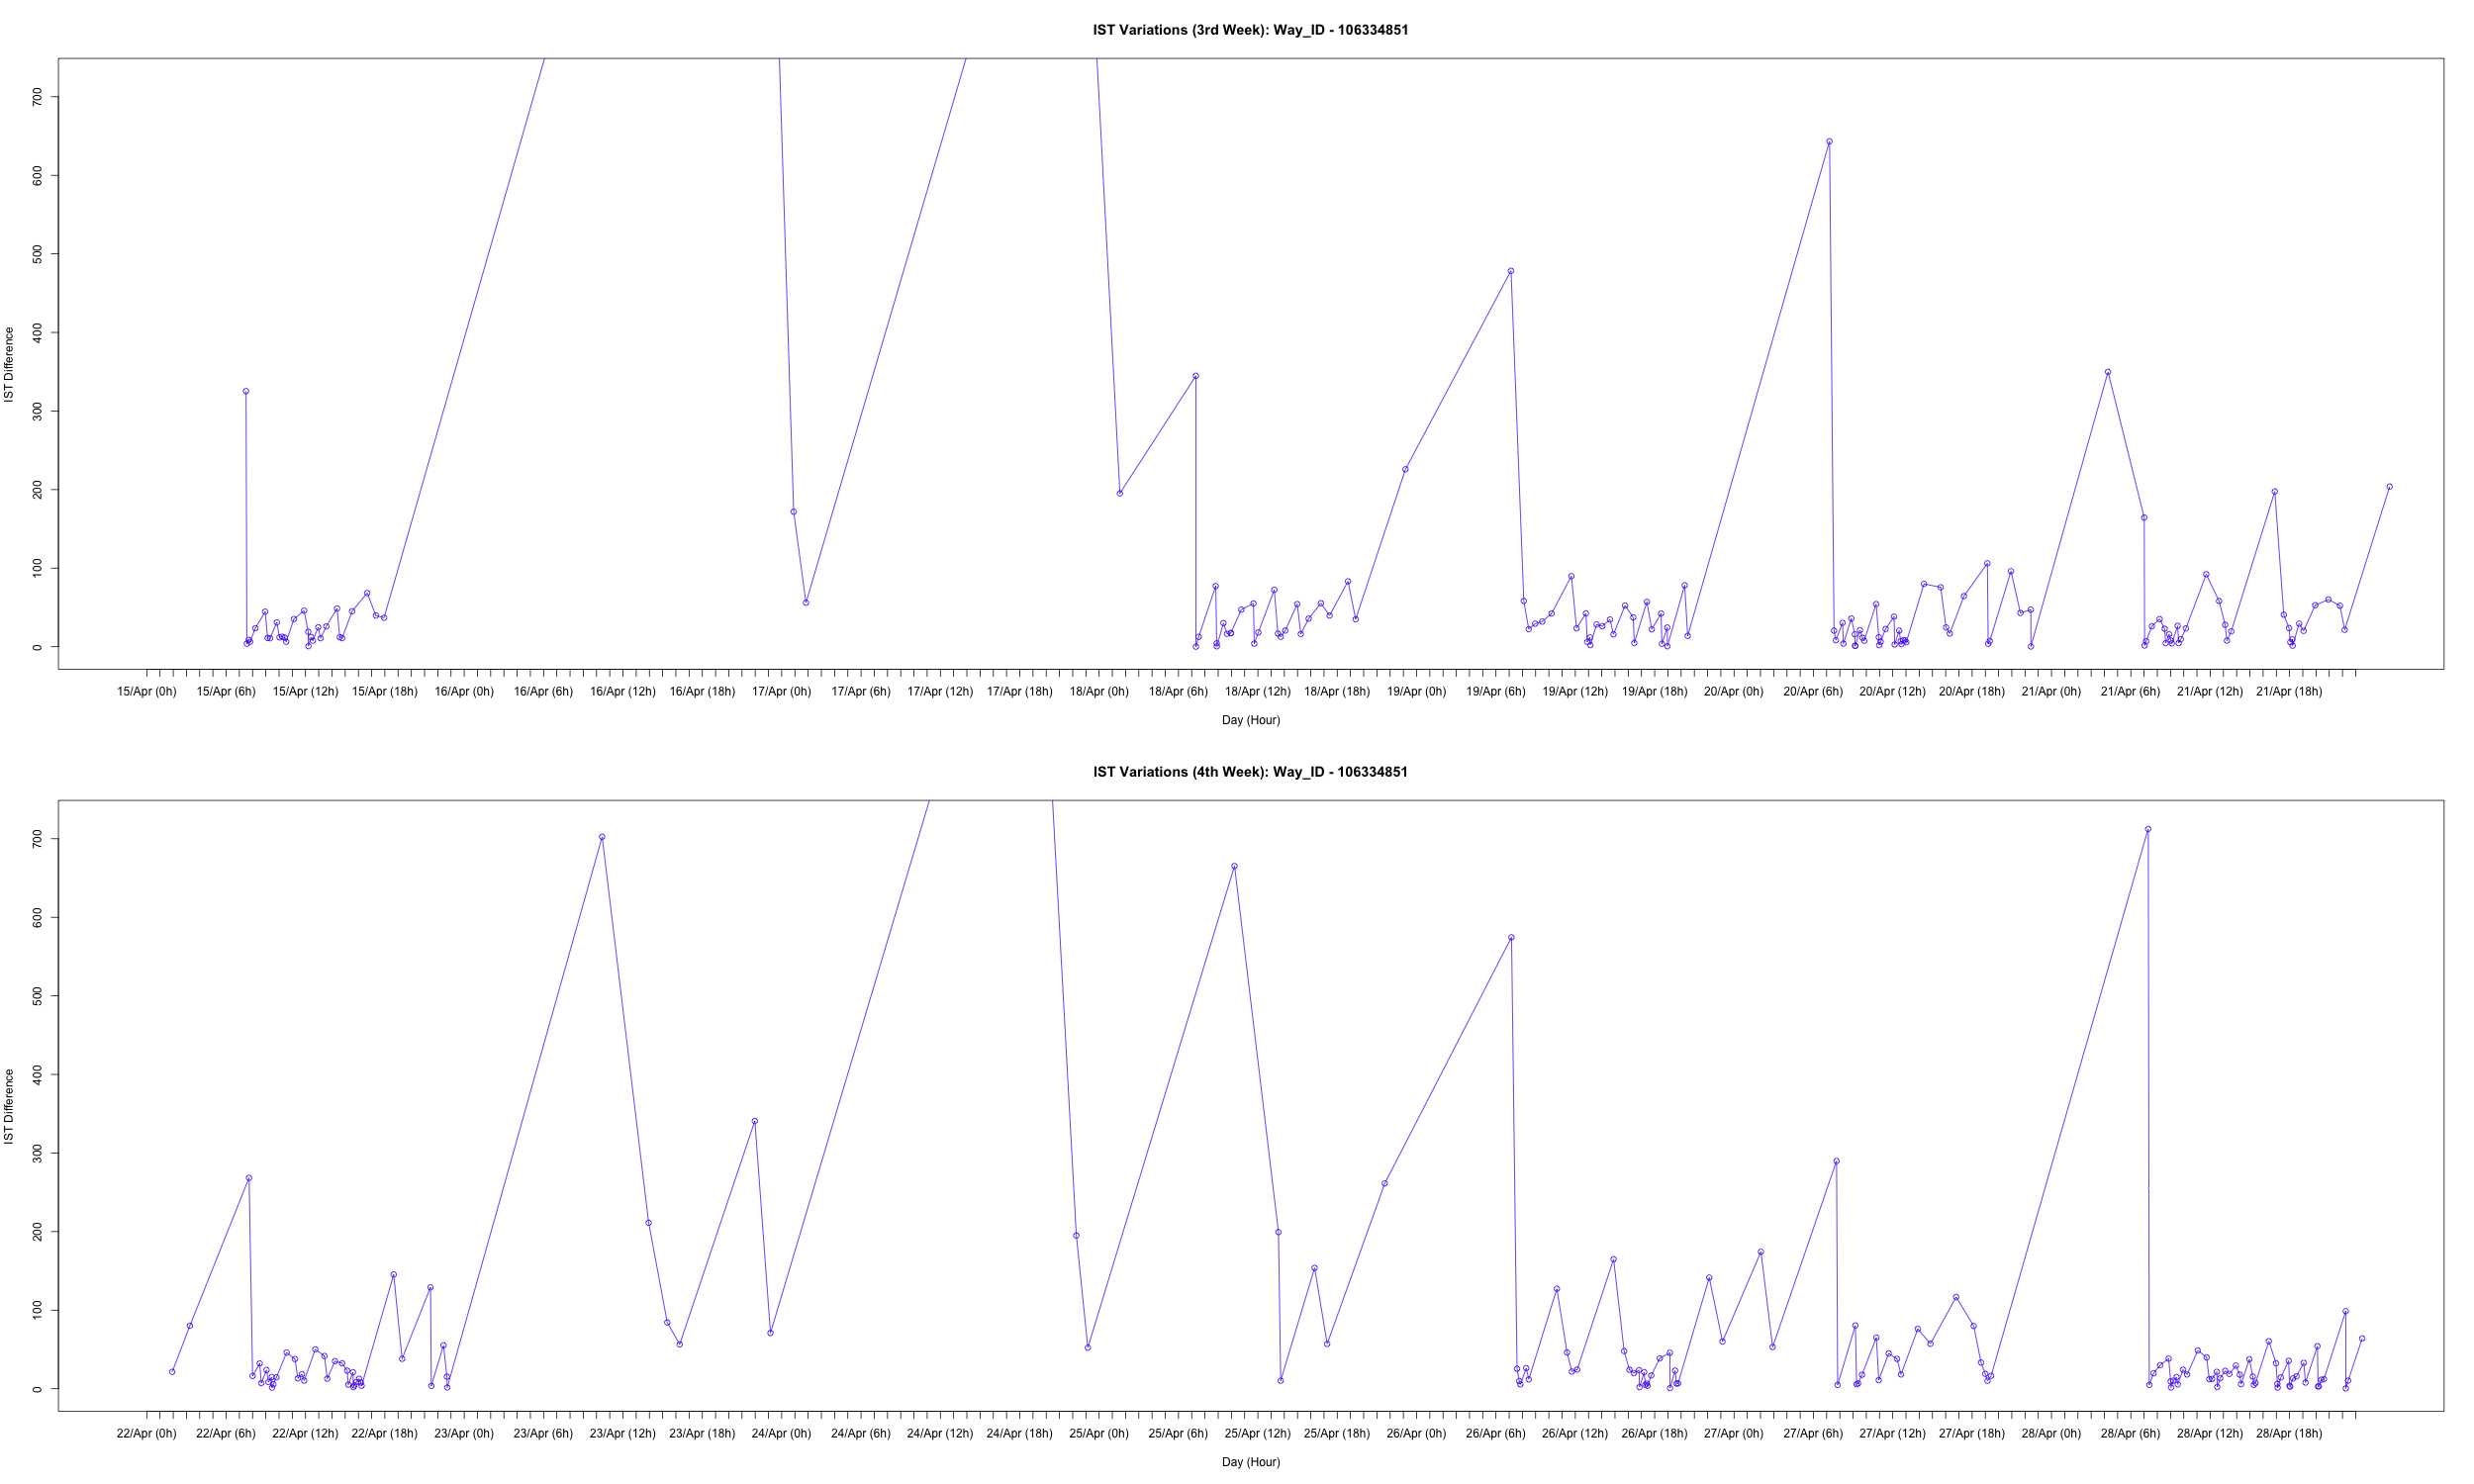 IST Variations (3rd Week): Way_ID - 106334851
700
600
500
400
300
200
100
0
IST Difference
15/Apr (0h) 15/Apr (6h) 15/Apr (12h) 15/Apr (18h) 16/Apr (0h) 16/Apr (6h) 16/Apr (12h) 16/Apr (18h) 17/Apr (0h) 17/Apr (6h) 17/Apr (12h) 17/Apr (18h) 18/Apr (0h) 18/Apr (6h) 18/Apr (12h) 18/Apr (18h) 19/Apr (0h) 19/Apr (6h) 19/Apr (12h) 19/Apr (18h) 20/Apr (0h) 20/Apr (6h) 20/Apr (12h) 20/Apr (18h) 21/Apr (0h) 21/Apr (6h) 21/Apr (12h) 21/Apr (18h)
Day (Hour)
IST Variations (4th Week): Way_ID - 106334851
700
600
500
400
300
200
100
0
IST Difference
22/Apr (0h) 22/Apr (6h) 22/Apr (12h) 22/Apr (18h) 23/Apr (0h) 23/Apr (6h) 23/Apr (12h) 23/Apr (18h) 24/Apr (0h) 24/Apr (6h) 24/Apr (12h) 24/Apr (18h) 25/Apr (0h) 25/Apr (6h) 25/Apr (12h) 25/Apr (18h) 26/Apr (0h) 26/Apr (6h) 26/Apr (12h) 26/Apr (18h) 27/Apr (0h) 27/Apr (6h) 27/Apr (12h) 27/Apr (18h) 28/Apr (0h) 28/Apr (6h) 28/Apr (12h) 28/Apr (18h)
Day (Hour)